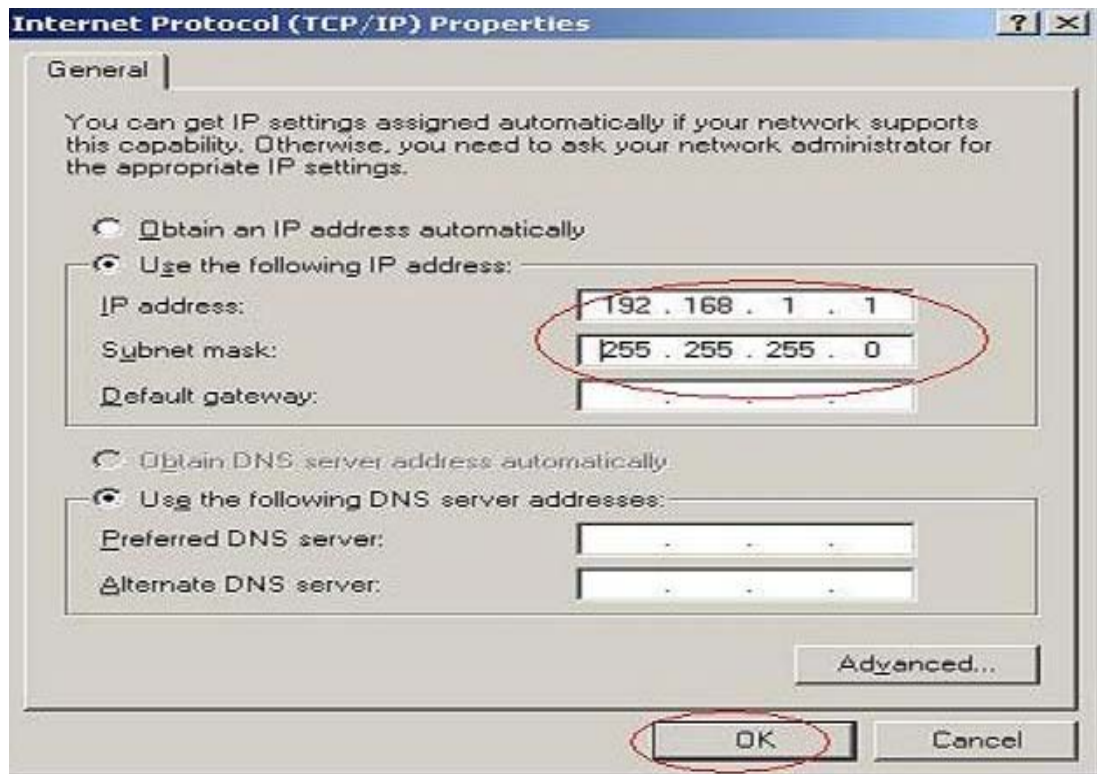 Internet Protocol (TCP/IP) Properties
General
You can get IP settings assigned automatically if your network supports
this capability. Otherwise, you need to ask your network administrator for
the appropriate IP settings.
Obtain an IP address automatically
Use the following IP address:
IP address: 192 . 168 . 1 . 1
Subnet mask: 255 . 255 . 255 . 0
Default gateway: . . .
Obtain DNS server address automatically
Use the following DNS server addresses:
Preferred DNS server: . . .
Alternate DNS server: . . .
Advanced...
OK Cancel